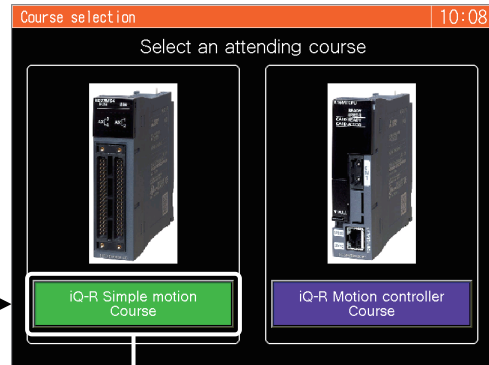 Course selection
10:08
Select an attending course
iQ-R Simple motion
Course
iQ-R Motion controller
Course